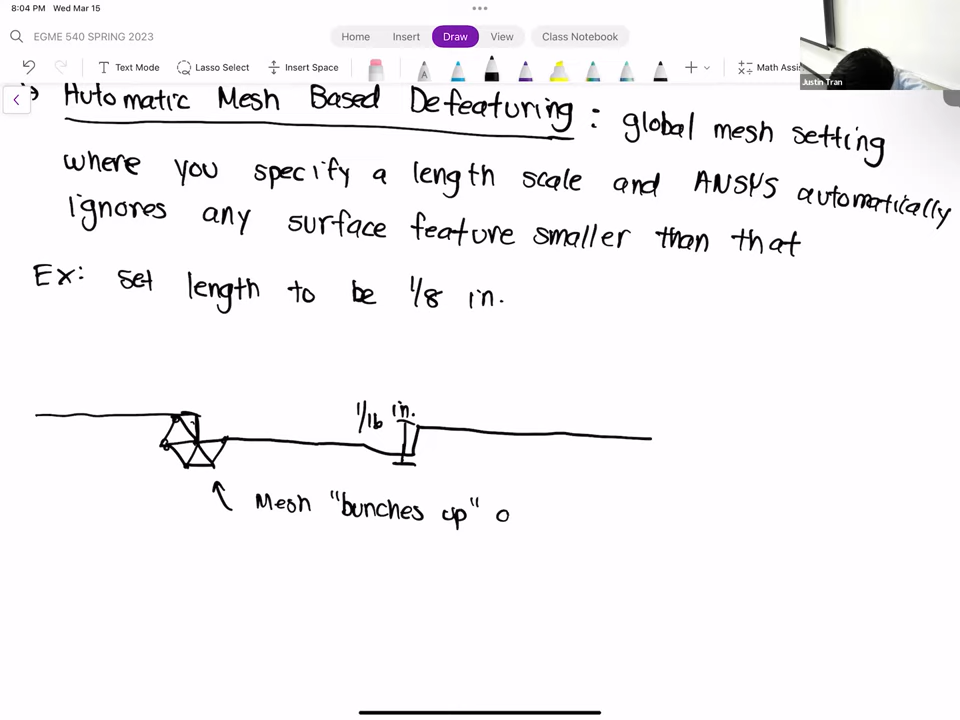 8:04 PM Wed Mar 15
EGME 540 SPRING 2023
Home Insert Draw View Class Notebook
Text Mode Lasso Select Insert Space
Math Assis
Justin Tran
Automatic Mesh Based Defeaturing : global mesh setting
where you specify a length scale and ANSYS automatically
ignores any surface feature smaller than that
Ex: set length to be 1/8 in.
1/16 in.
Mesh "bunches up" o